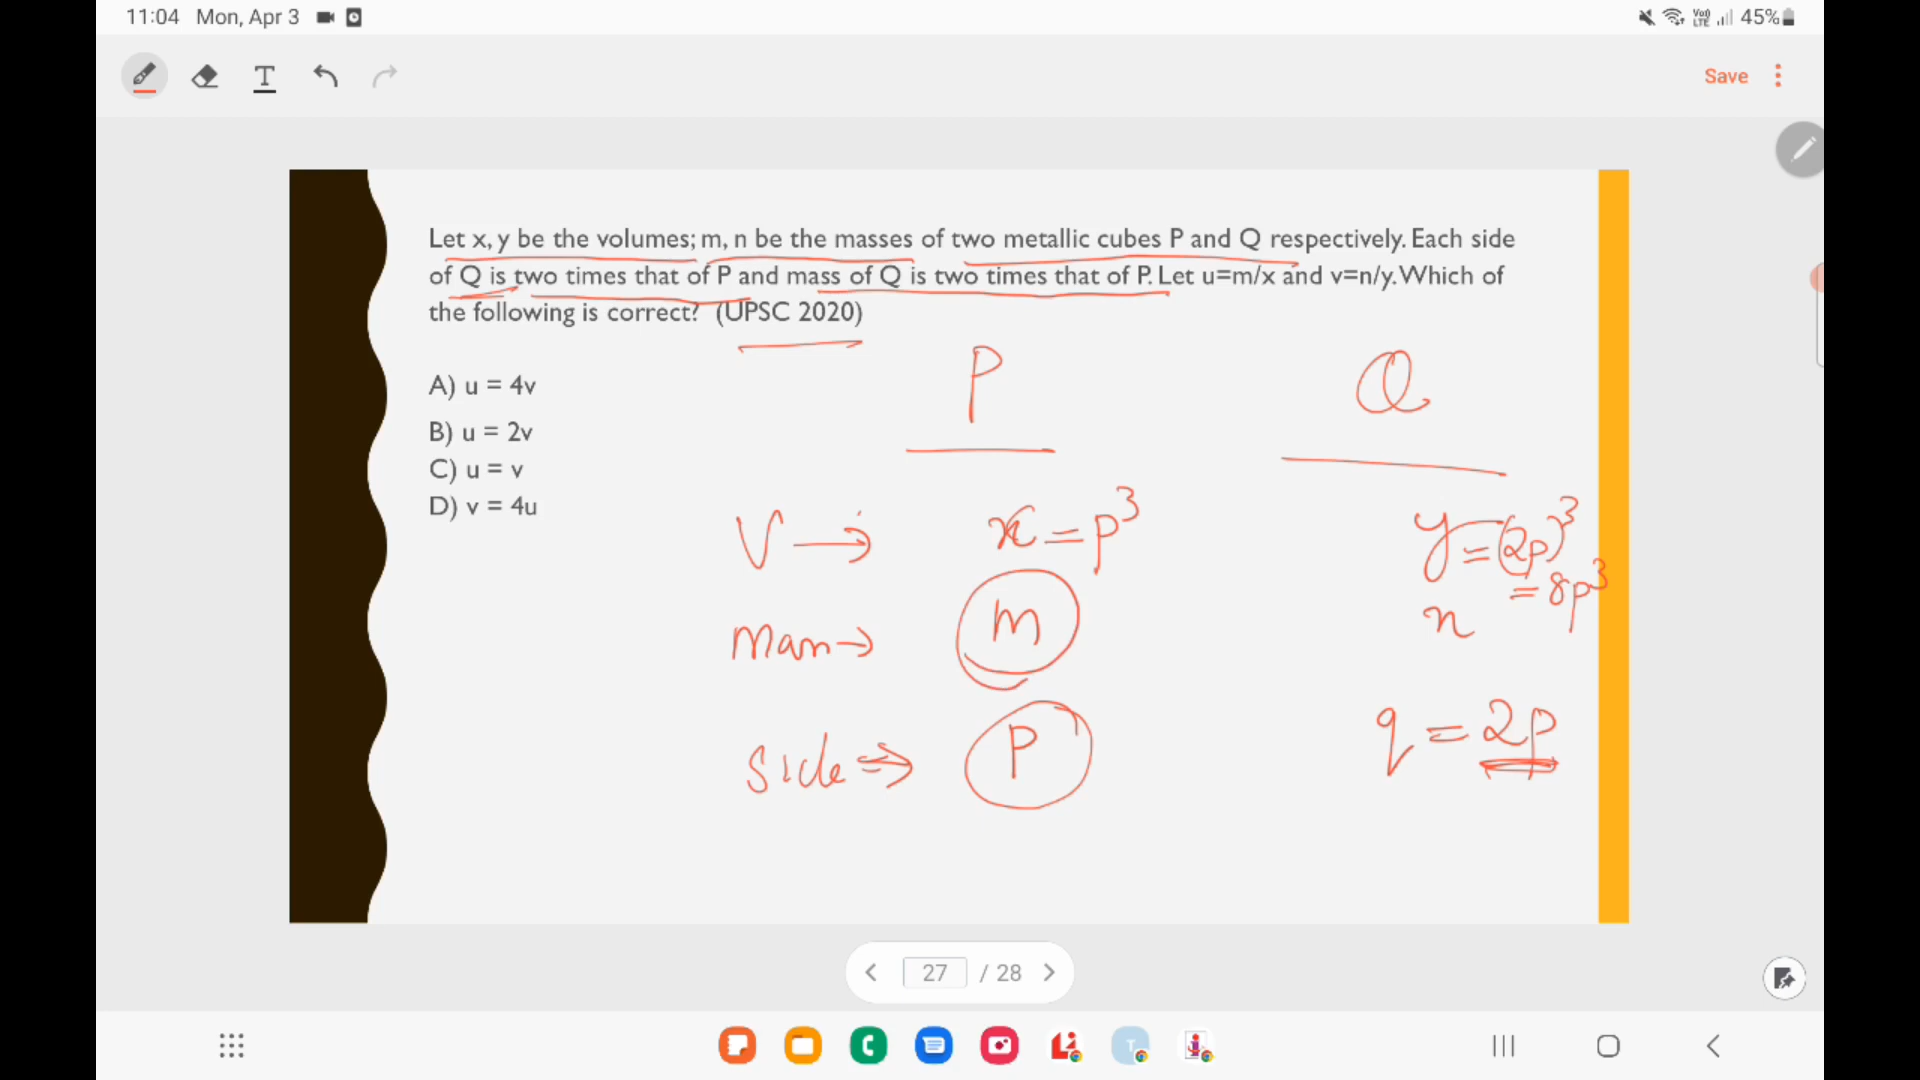 11:04 Mon, Apr 3
Vo))
LTE
45%
T
Save
Let x, y be the volumes; m, n be the masses of two metallic cubes P and Q respectively. Each side
of Q is two times that of P and mass of Q is two times that of P. Let u=m/x and v=n/y. Which of
the following is correct? (UPSC 2020)
A) u = 4v
B) u = 2v
C) u = v
D) v = 4u
P
Q
V → x = p³
y = (2p)³
= 8p³
Mass → m
n
Side ⇒ P
q = 2p
27 / 28
T